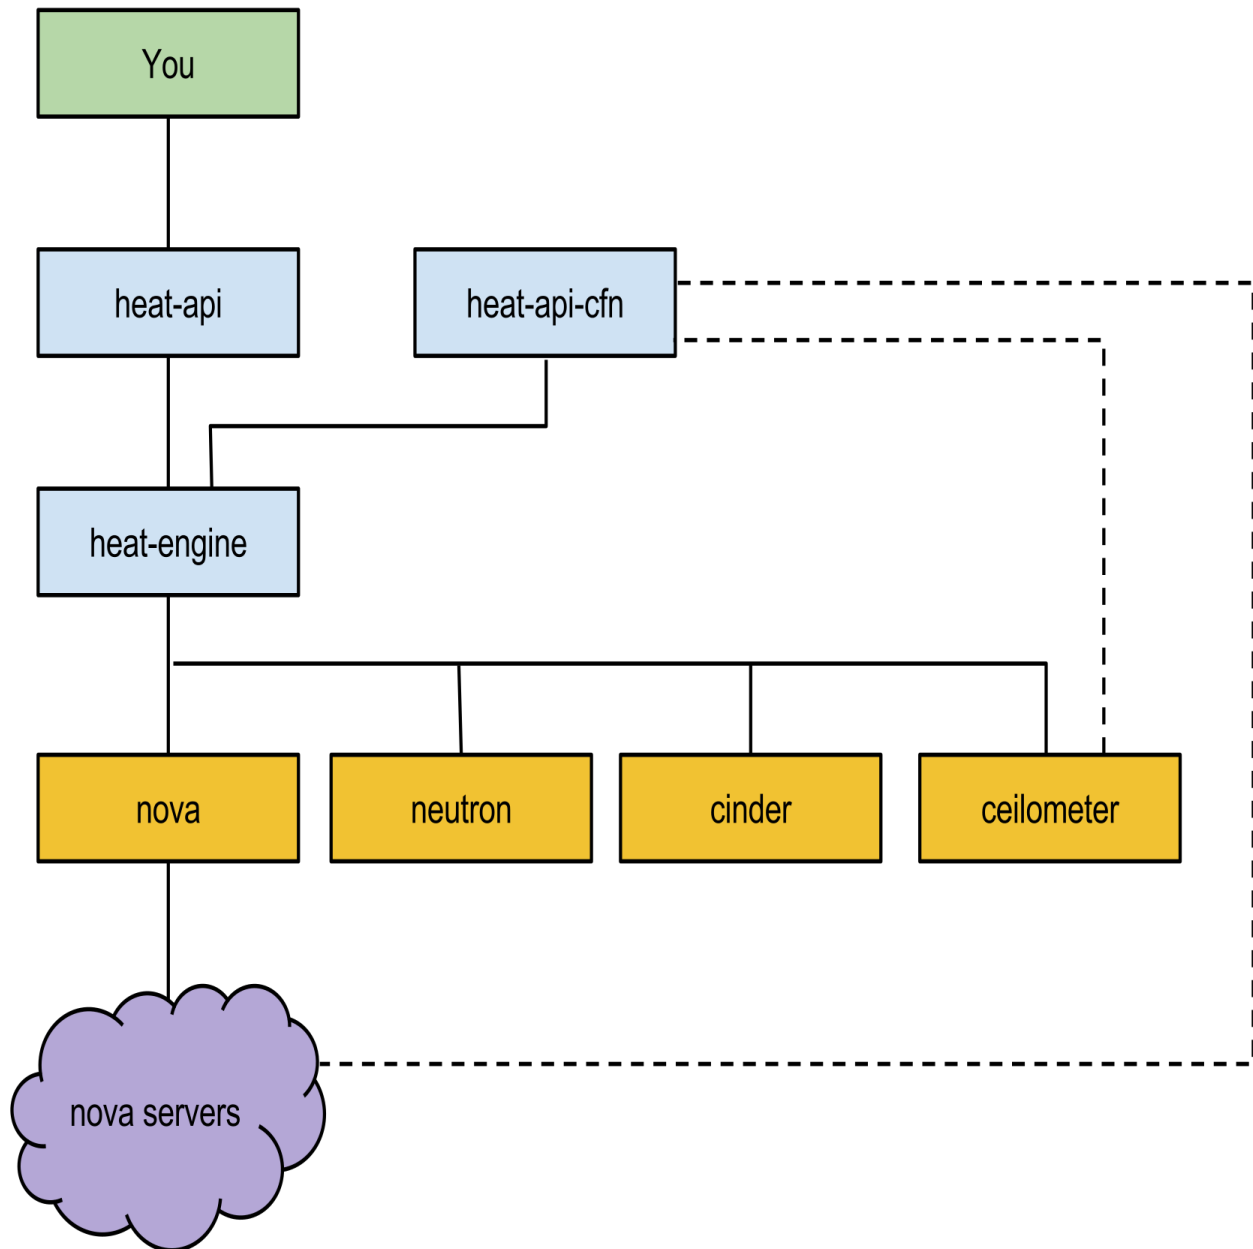 You
heat-api
heat-api-cfn
heat-engine
nova
neutron
cinder
ceilometer
nova servers